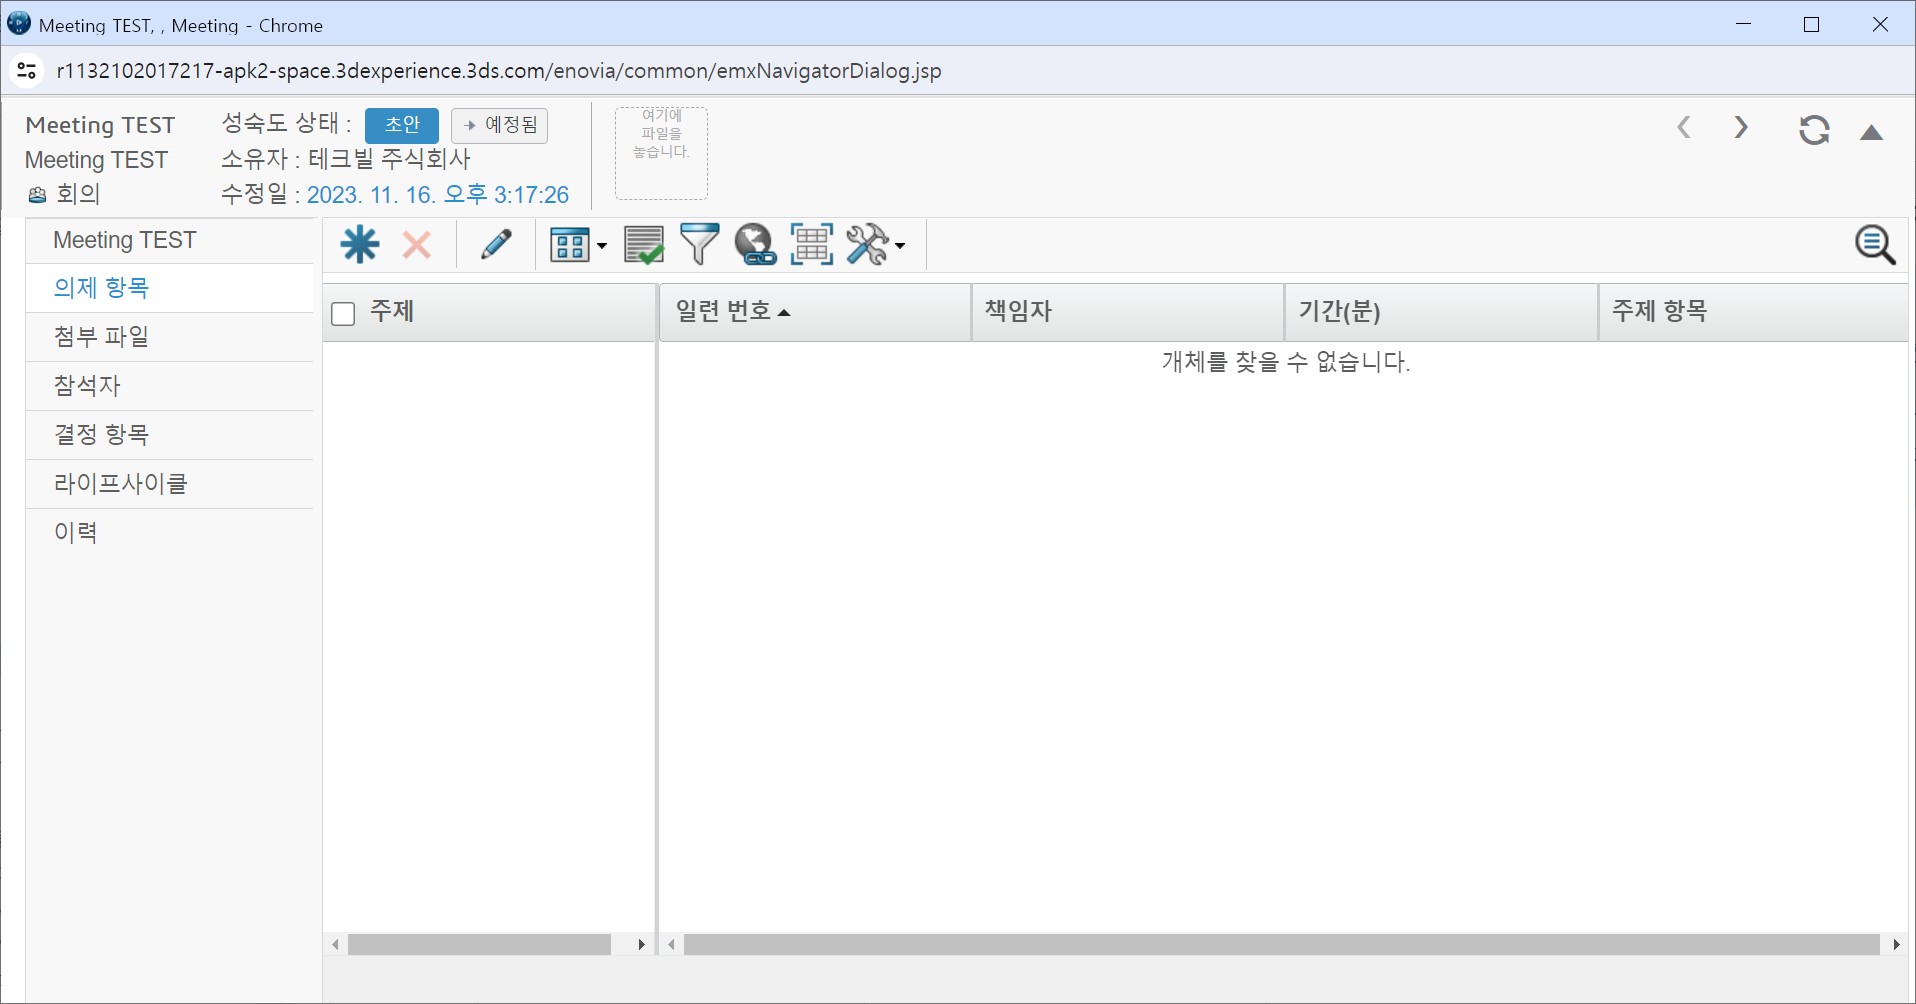 Meeting TEST, , Meeting - Chrome
r1132102017217-apk2-space.3dexperience.3ds.com/enovia/common/emxNavigatorDialog.jsp
Meeting TEST
Meeting TEST
회의
성숙도 상태 : 초안 예정됨
소유자 : 테크빌 주식회사
수정일 : 2023. 11. 16. 오후 3:17:26
여기에
파일을
놓습니다.
Meeting TEST
의제 항목
첨부 파일
참석자
결정 항목
라이프사이클
이력
주제 일련 번호 책임자 기간(분) 주제 항목
개체를 찾을 수 없습니다.